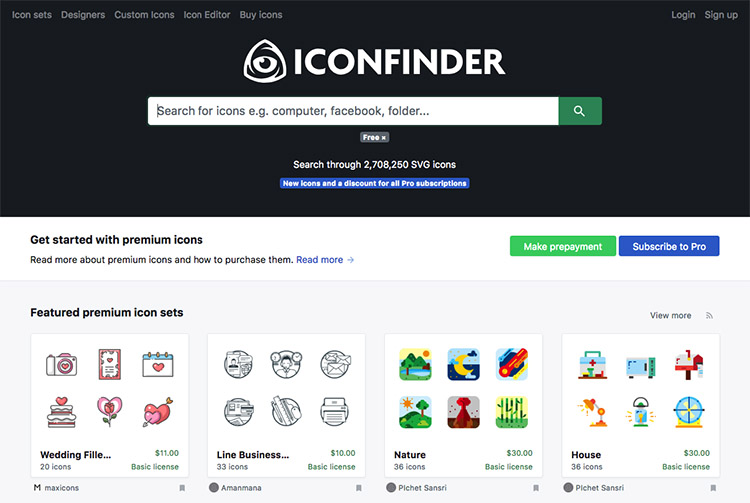 Icon sets Designers Custom Icons Icon Editor Buy icons Login Sign up
ICONFINDER
Search for icons e.g. computer, facebook, folder...
Free ×
Search through 2,708,250 SVG icons
New icons and a discount for all Pro subscriptions
Get started with premium icons
Read more about premium icons and how to purchase them. Read more →
Make prepayment
Subscribe to Pro
Featured premium icon sets
View more
Wedding Fille... $11.00
20 icons Basic license
M maxicons
Line Business... $10.00
33 icons Basic license
Amanmana
Nature $30.00
36 icons Basic license
PIchet Sansri
House $30.00
36 icons Basic license
PIchet Sansri